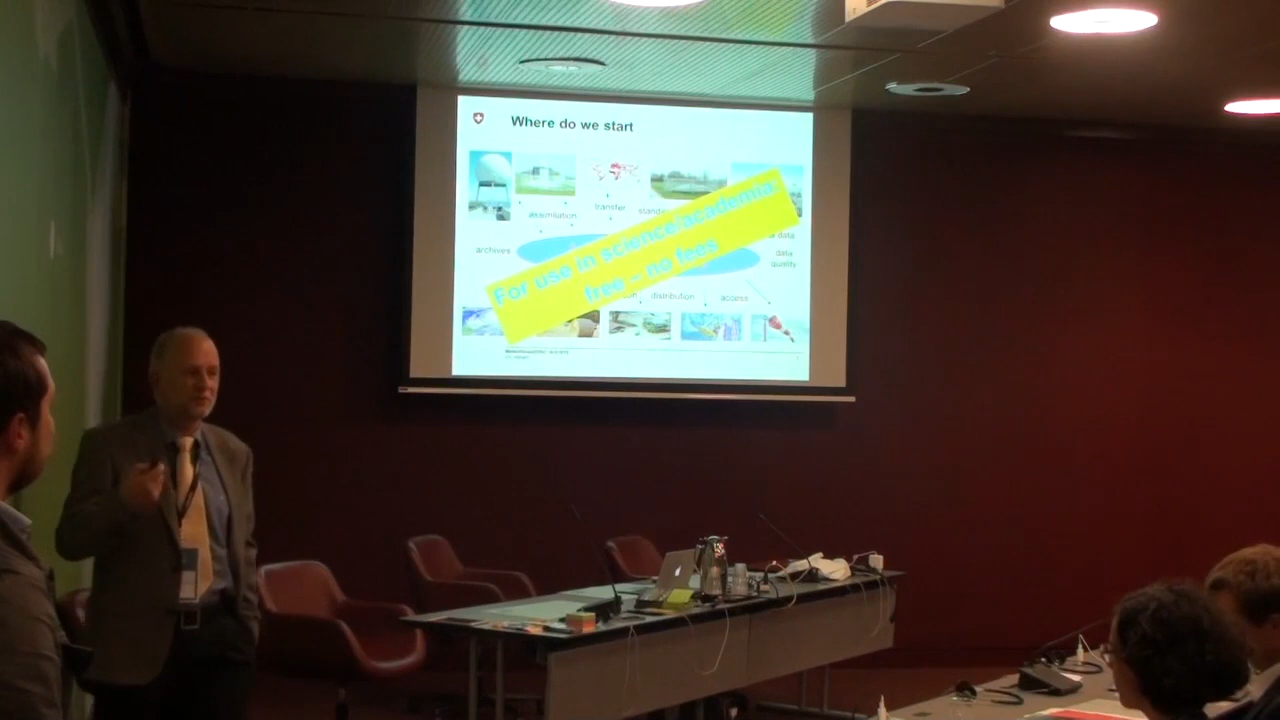 Where do we start
assimilation
transfer
archives
data
data
quality
distribution
access
For use in science/academia
free – no fees